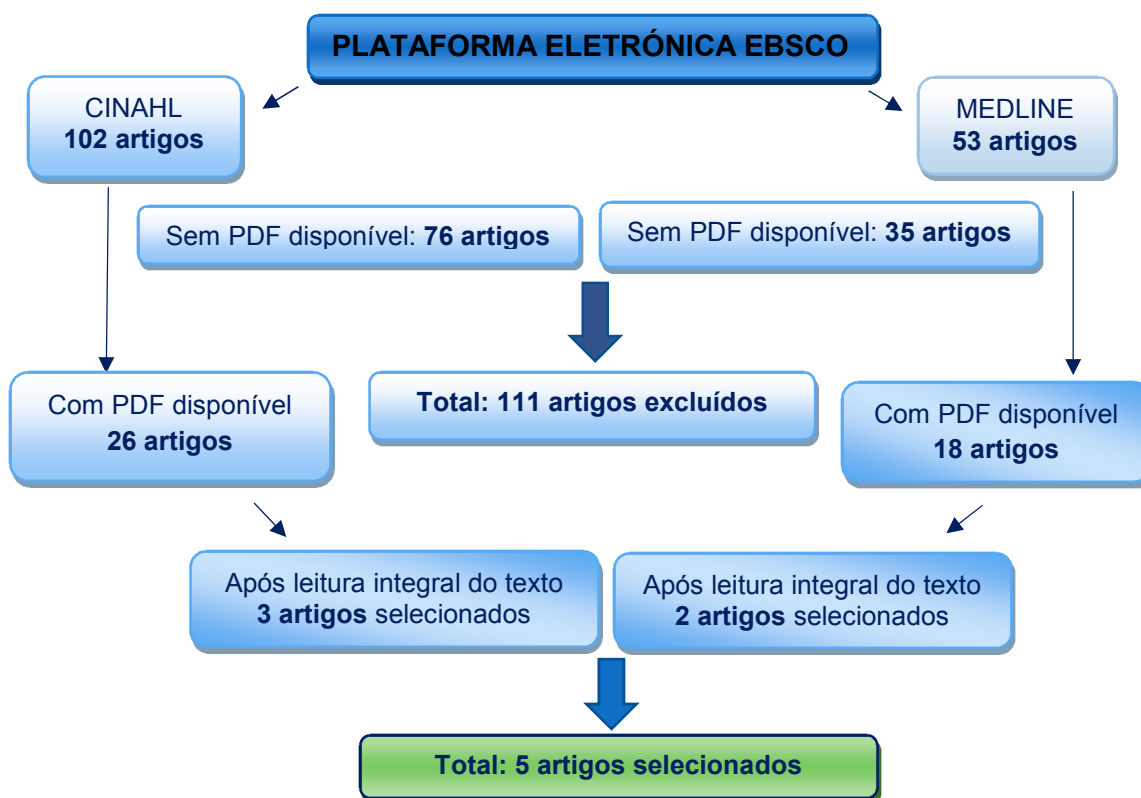 PLATAFORMA ELETRÓNICA EBSCO
CINAHL
102 artigos
MEDLINE
53 artigos
Sem PDF disponível: 76 artigos
Sem PDF disponível: 35 artigos
Com PDF disponível
26 artigos
Total: 111 artigos excluídos
Com PDF disponível
18 artigos
Após leitura integral do texto
3 artigos selecionados
Após leitura integral do texto
2 artigos selecionados
Total: 5 artigos selecionados